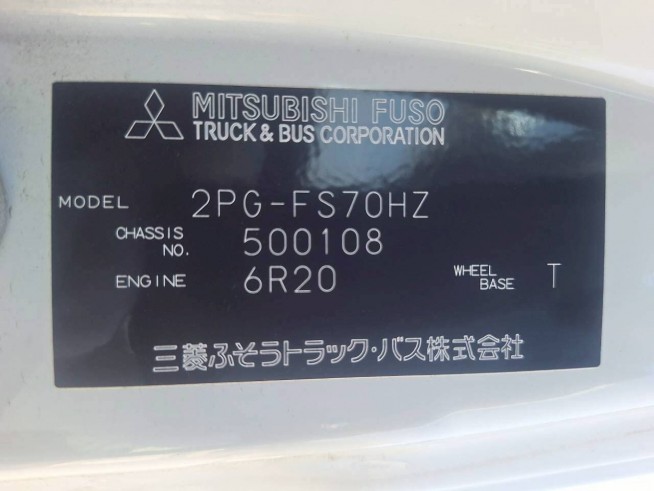 MITSUBISHI FUSO
TRUCK & BUS CORPORATION
MODEL 2PG-FS70HZ
CHASSIS NO. 500108
ENGINE 6R20 WHEEL BASE T
三菱ふそうトラック・バス株式会社